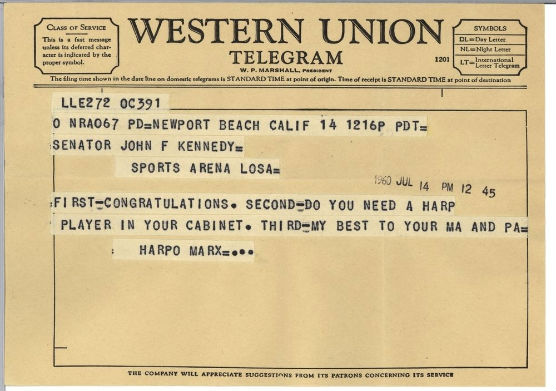 CLASS OF SERVICE
This is a fast message
unless its deferred char-
acter is indicated by the
proper symbol.
WESTERN UNION
TELEGRAM
W. P. MARSHALL, PRESIDENT
1201
SYMBOLS
DL=Day Letter
NL=Night Letter
LT=International
Letter Telegram
The filing time shown in the date line on domestic telegrams is STANDARD TIME at point of origin. Time of receipt is STANDARD TIME at point of destination
LLE272 OC391
O NRA067 PD=NEWPORT BEACH CALIF 14 1216P PDT=
SENATOR JOHN F KENNEDY=
SPORTS ARENA LOSA=
1960 JUL 14 PM 12 45
:FIRST-CONGRATULATIONS. SECOND-DO YOU NEED A HARP
PLAYER IN YOUR CABINET. THIRD-MY BEST TO YOUR MA AND PA=
: HARPO MARX=...
THE COMPANY WILL APPRECIATE SUGGESTIONS FROM ITS PATRONS CONCERNING ITS SERVICE